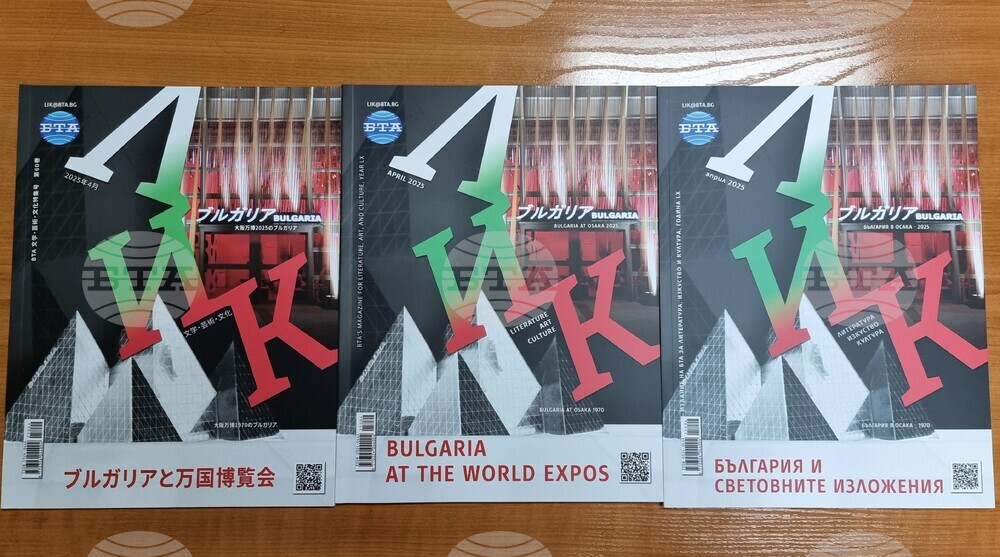 LIK@BTA.BG
БТА
2025年4月
BTA 文学・芸術・文化特集号 第60巻
ЛИК
ブルガリア BULGARIA
大阪万博2025のブルガリア
文学・芸術・文化
大阪万博1970のブルガリア
ブルガリアと万国博覧会
LIK@BTA.BG
БТА
APRIL 2025
BTA'S MAGAZINE FOR LITERATURE, ART, AND CULTURE, YEAR LX
ЛИК
ブルガリア BULGARIA
BULGARIA AT OSAKA 2025
LITERATURE
ART
CULTURE
BULGARIA AT OSAKA 1970
BULGARIA
AT THE WORLD EXPOS
LIK@BTA.BG
БТА
април 2025
ИЗДАНИЕ НА БТА ЗА ЛИТЕРАТУРА, ИЗКУСТВО И КУЛТУРА, ГОДИНА LX
ЛИК
ブルガリア BULGARIA
БЪЛГАРИЯ В ОСАКА - 2025
ЛИТЕРАТУРА
ИЗКУСТВО
КУЛТУРА
БЪЛГАРИЯ В ОСАКА - 1970
БЪЛГАРИЯ И
СВЕТОВНИТЕ ИЗЛОЖЕНИЯ
БТА
БТА
БТА